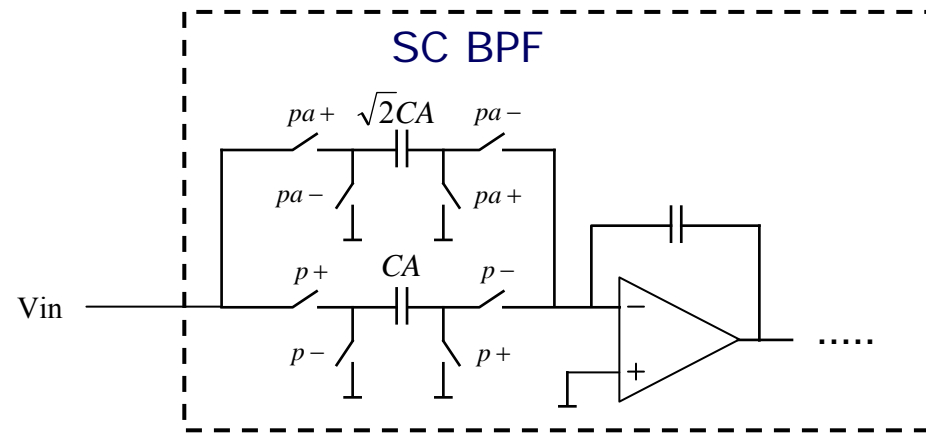 SC BPF
pa+ √2CA pa−
pa− pa+
p+ CA p−
Vin − .....
p− p+
+